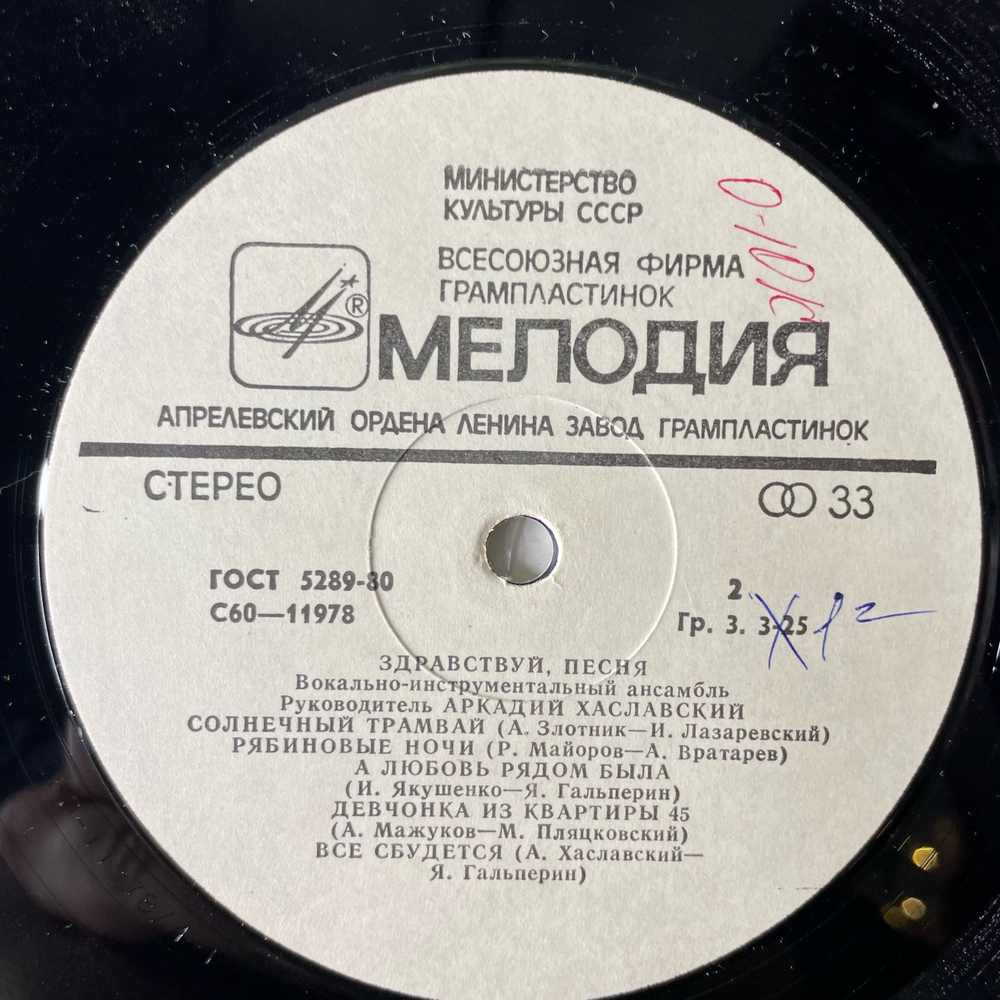 МИНИСТЕРСТВО
КУЛЬТУРЫ СССР
ВСЕСОЮЗНАЯ ФИРМА
ГРАМПЛАСТИНОК
®
МЕЛОДИЯ
АПРЕЛЕВСКИЙ ОРДЕНА ЛЕНИНА ЗАВОД ГРАМПЛАСТИНОК
СТЕРЕО
33
ГОСТ 5289-80
2
С60—11978
Гр. 3. 3-25
ЗДРАВСТВУЙ, ПЕСНЯ
Вокально-инструментальный ансамбль
Руководитель АРКАДИЙ ХАСЛАВСКИЙ
СОЛНЕЧНЫЙ ТРАМВАЙ (А. Злотник—И. Лазаревский)
РЯБИНОВЫЕ НОЧИ (Р. Майоров—А. Вратарев)
А ЛЮБОВЬ РЯДОМ БЫЛА
(И. Якушенко—Я. Гальперин)
ДЕВЧОНКА ИЗ КВАРТИРЫ 45
(А. Мажуков—М. Пляцковский)
ВСЕ СБУДЕТСЯ (А. Хаславский—
Я. Гальперин)